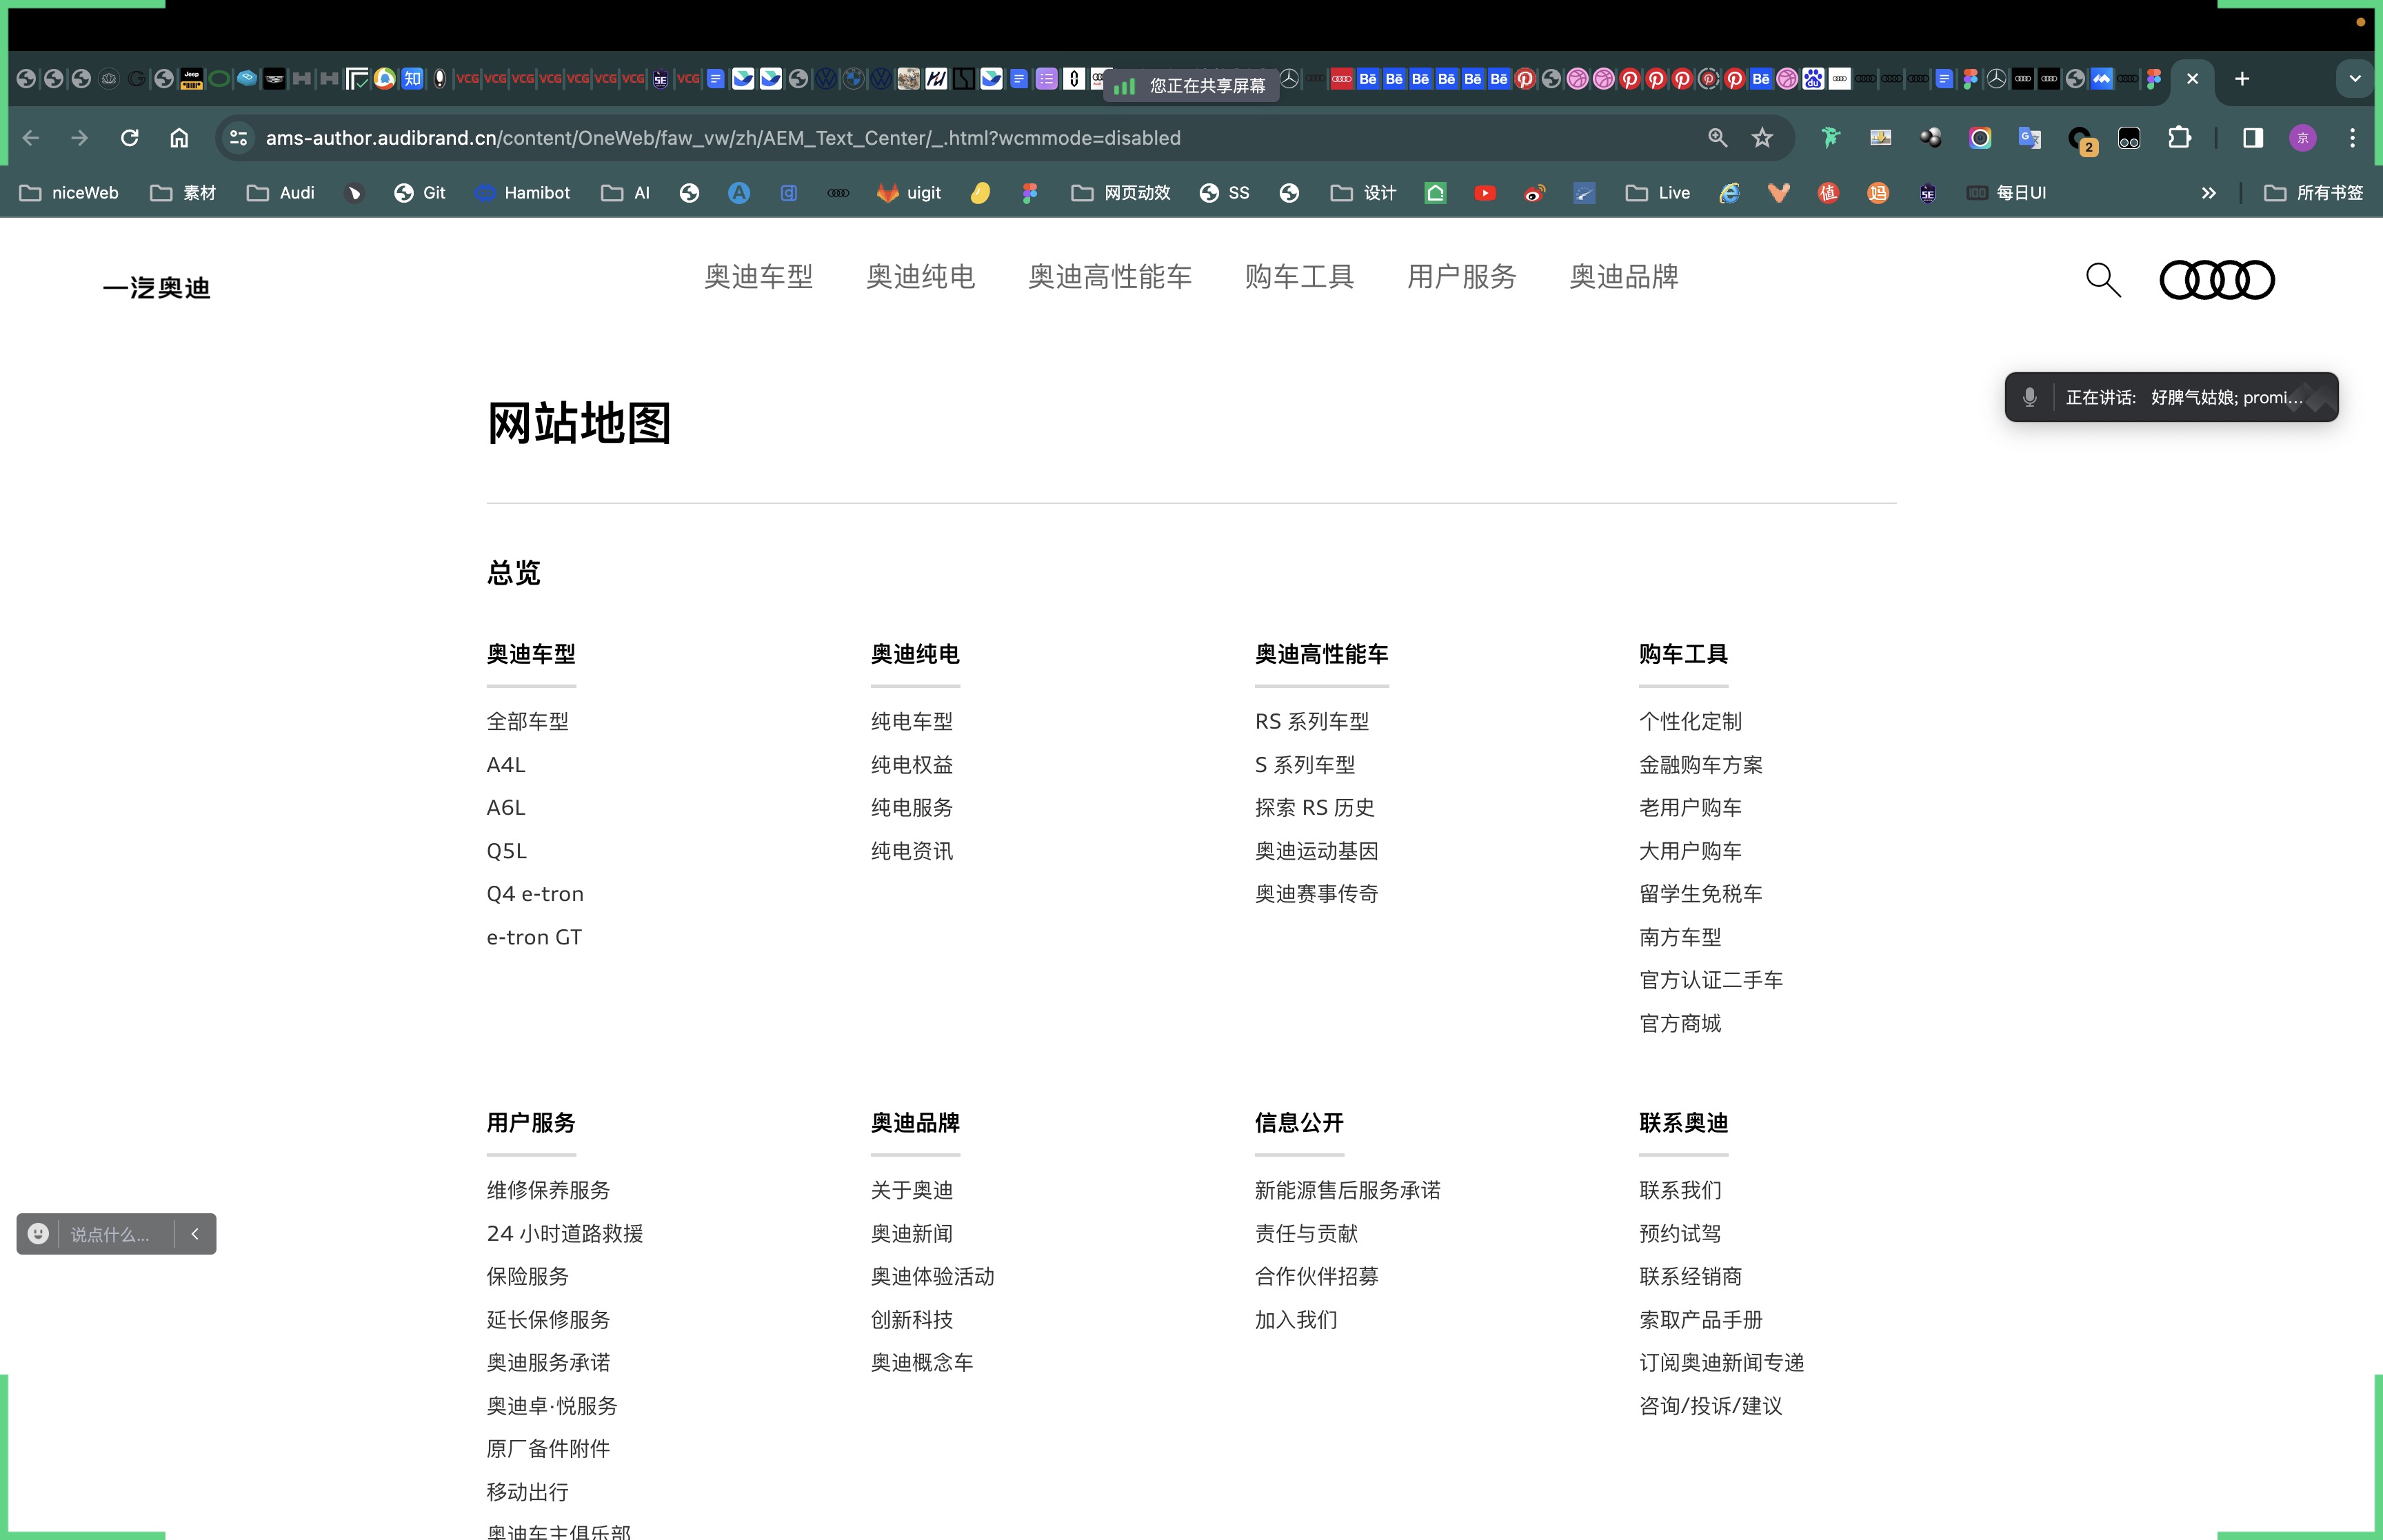 您正在共享屏幕
ams-author.audibrand.cn/content/OneWeb/faw_vw/zh/AEM_Text_Center/_.html?wcmmode=disabled
2
京
niceWeb 素材 Audi Git Hamibot AI uigit 网页动效 SS 设计 Live 每日UI 所有书签
一汽奥迪
奥迪车型 奥迪纯电 奥迪高性能车 购车工具 用户服务 奥迪品牌
正在讲话: 好脾气姑娘; promi...
网站地图
总览
奥迪车型
全部车型
A4L
A6L
Q5L
Q4 e-tron
e-tron GT
奥迪纯电
纯电车型
纯电权益
纯电服务
纯电资讯
奥迪高性能车
RS 系列车型
S 系列车型
探索 RS 历史
奥迪运动基因
奥迪赛事传奇
购车工具
个性化定制
金融购车方案
老用户购车
大用户购车
留学生免税车
南方车型
官方认证二手车
官方商城
用户服务
维修保养服务
24 小时道路救援
保险服务
延长保修服务
奥迪服务承诺
奥迪卓·悦服务
原厂备件附件
移动出行
奥迪车主俱乐部
奥迪品牌
关于奥迪
奥迪新闻
奥迪体验活动
创新科技
奥迪概念车
信息公开
新能源售后服务承诺
责任与贡献
合作伙伴招募
加入我们
联系奥迪
联系我们
预约试驾
联系经销商
索取产品手册
订阅奥迪新闻专递
咨询/投诉/建议
说点什么...